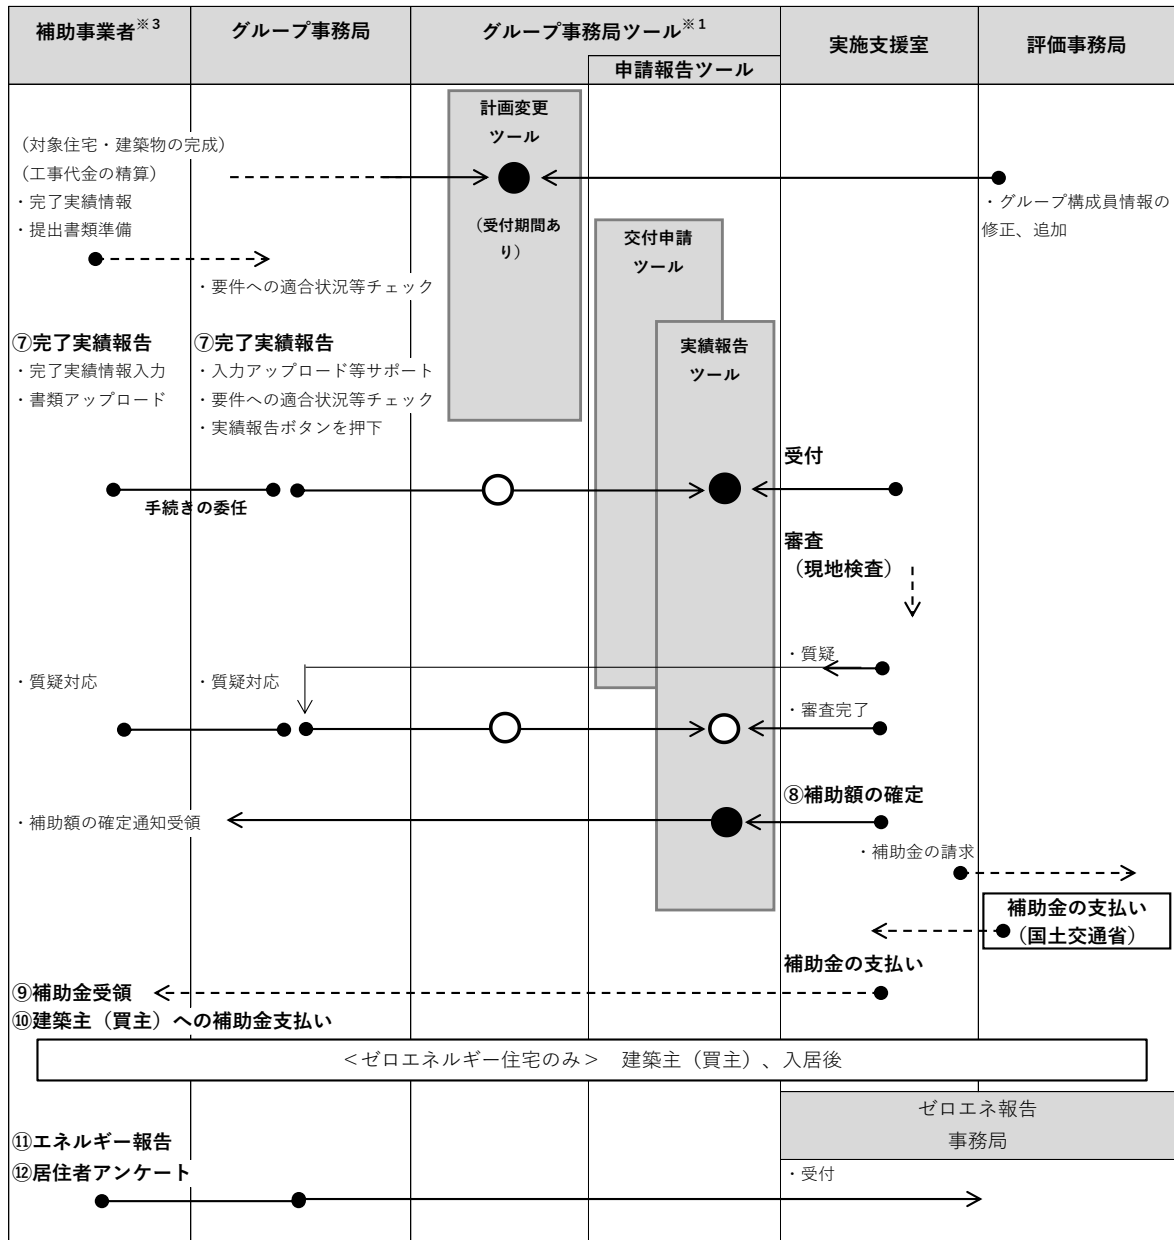 補助事業者※3
グループ事務局
グループ事務局ツール※1
申請報告ツール
実施支援室
評価事務局
計画変更
ツール
（受付期間あ
り）
(対象住宅・建築物の完成)
(工事代金の精算)
・完了実績情報
・提出書類準備
・グループ構成員情報の
修正、追加
交付申請
ツール
・要件への適合状況等チェック
⑦完了実績報告
・完了実績情報入力
・書類アップロード
⑦完了実績報告
・入力アップロード等サポート
・要件への適合状況等チェック
・実績報告ボタンを押下
実績報告
ツール
受付
手続きの委任
審査
（現地検査）
・質疑
・質疑対応
・質疑対応
・審査完了
⑧補助額の確定
・補助額の確定通知受領
・補助金の請求
補助金の支払い
（国土交通省）
補助金の支払い
⑨補助金受領
⑩建築主（買主）への補助金支払い
＜ゼロエネルギー住宅のみ＞　建築主（買主）、入居後
ゼロエネ報告
事務局
⑪エネルギー報告
⑫居住者アンケート
・受付